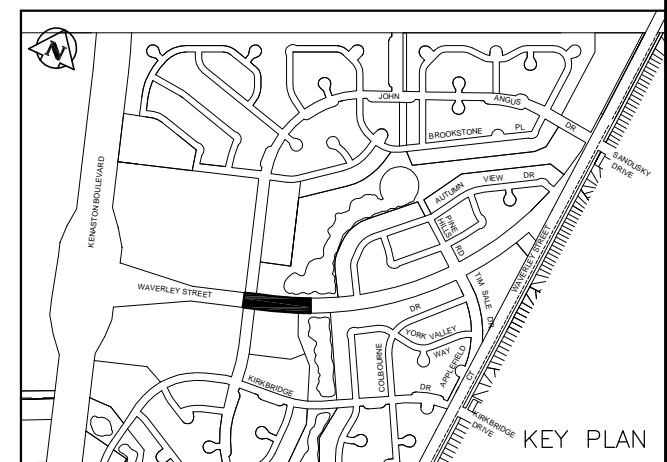 N
JOHN ANGUS DR
BROOKSTONE PL
SANDUSKY
DRIVE
KENASTON BOULEVARD
AUTUMN VIEW DR
PINE
HILLS RD
WAVERLEY STREET
WAVERLEY STREET
TIM SALE DR
DR
YORK VALLEY
WAY
COLBOURNE
APPLEFIELD CT
KIRKBRIDGE DR
KIRKBRIDGE
DRIVE
KEY PLAN